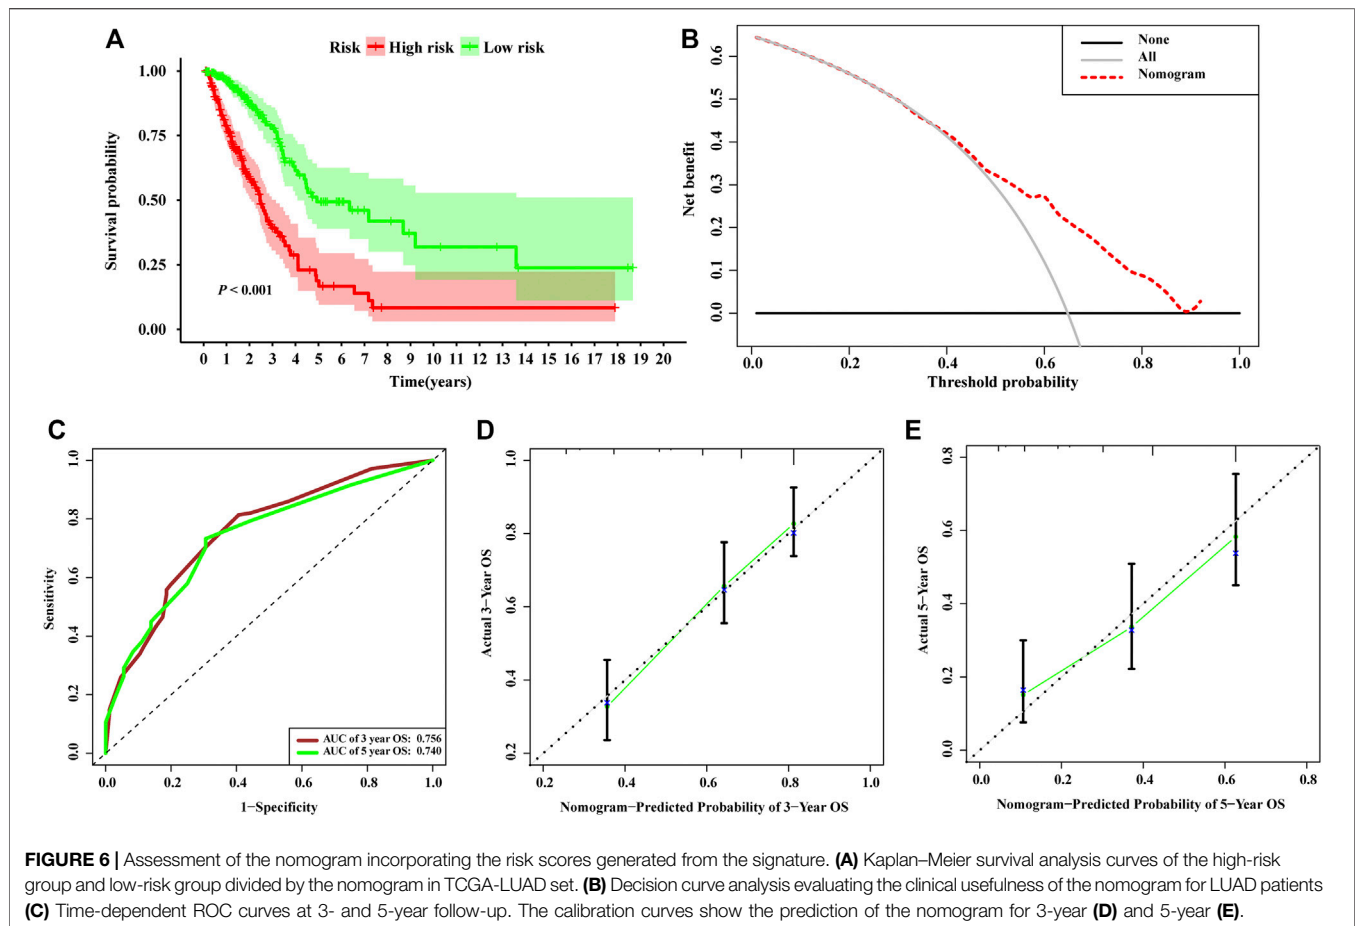 A
Risk High risk Low risk
Survival probability
1.00
0.75
0.50
0.25
0.00
P < 0.001
0 1 2 3 4 5 6 7 8 9 10 11 12 13 14 15 16 17 18 19 20
Time(years)
B
None
All
Nomogram
Net benefit
0.6
0.5
0.4
0.3
0.2
0.1
0.0
0.0 0.2 0.4 0.6 0.8 1.0
Threshold probability
C
Sensitivity
1.0
0.8
0.6
0.4
0.2
0.0
AUC of 3 year OS: 0.756
AUC of 5 year OS: 0.740
0.0 0.2 0.4 0.6 0.8 1.0
1−Specificity
D
Actual 3−Year OS
1.0
0.8
0.6
0.4
0.2
0.2 0.4 0.6 0.8 1.0
Nomogram−Predicted Probability of 3−Year OS
E
Actual 5−Year OS
0.8
0.6
0.4
0.2
0.0
0.0 0.2 0.4 0.6 0.8
Nomogram−Predicted Probability of 5−Year OS
FIGURE 6 | Assessment of the nomogram incorporating the risk scores generated from the signature. (A) Kaplan–Meier survival analysis curves of the high-risk
group and low-risk group divided by the nomogram in TCGA-LUAD set. (B) Decision curve analysis evaluating the clinical usefulness of the nomogram for LUAD patients
(C) Time-dependent ROC curves at 3- and 5-year follow-up. The calibration curves show the prediction of the nomogram for 3-year (D) and 5-year (E).